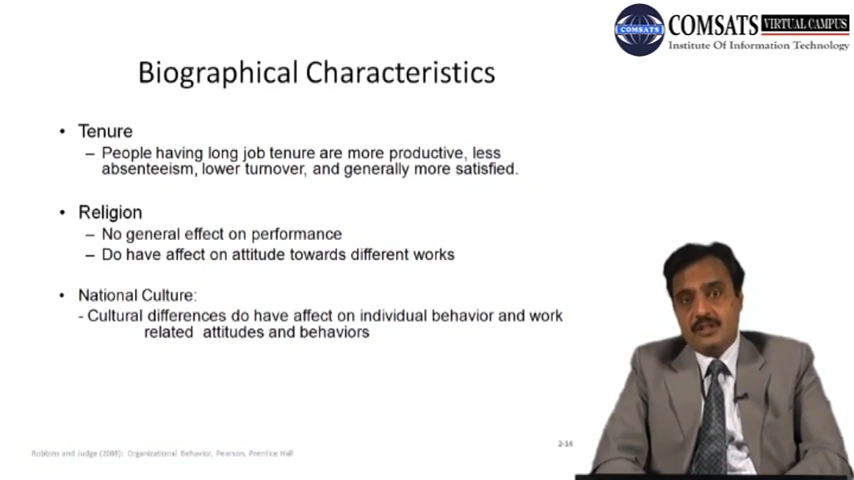 COMSATS
COMSATS VIRTUAL CAMPUS
Institute Of Information Technology
Biographical Characteristics
• Tenure
– People having long job tenure are more productive, less
absenteeism, lower turnover, and generally more satisfied.
• Religion
– No general effect on performance
– Do have affect on attitude towards different works
• National Culture:
- Cultural differences do have affect on individual behavior and work
related attitudes and behaviors
2-14
Robbins and Judge (2008): Organizational Behavior, Pearson, Prentice Hall